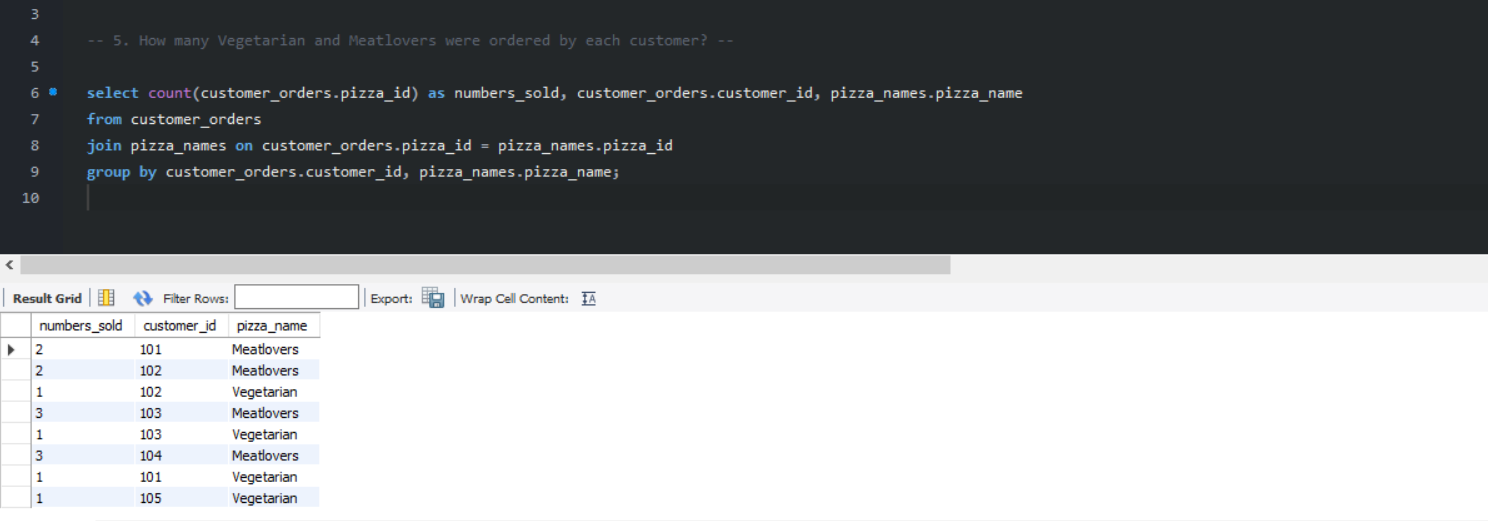 3
4 -- 5. How many Vegetarian and Meatlovers were ordered by each customer? --
5
6 select count(customer_orders.pizza_id) as numbers_sold, customer_orders.customer_id, pizza_names.pizza_name
7 from customer_orders
8 join pizza_names on customer_orders.pizza_id = pizza_names.pizza_id
9 group by customer_orders.customer_id, pizza_names.pizza_name;
10
Result Grid Filter Rows: Export: Wrap Cell Content:
numbers_sold customer_id pizza_name
2 101 Meatlovers
2 102 Meatlovers
1 102 Vegetarian
3 103 Meatlovers
1 103 Vegetarian
3 104 Meatlovers
1 101 Vegetarian
1 105 Vegetarian